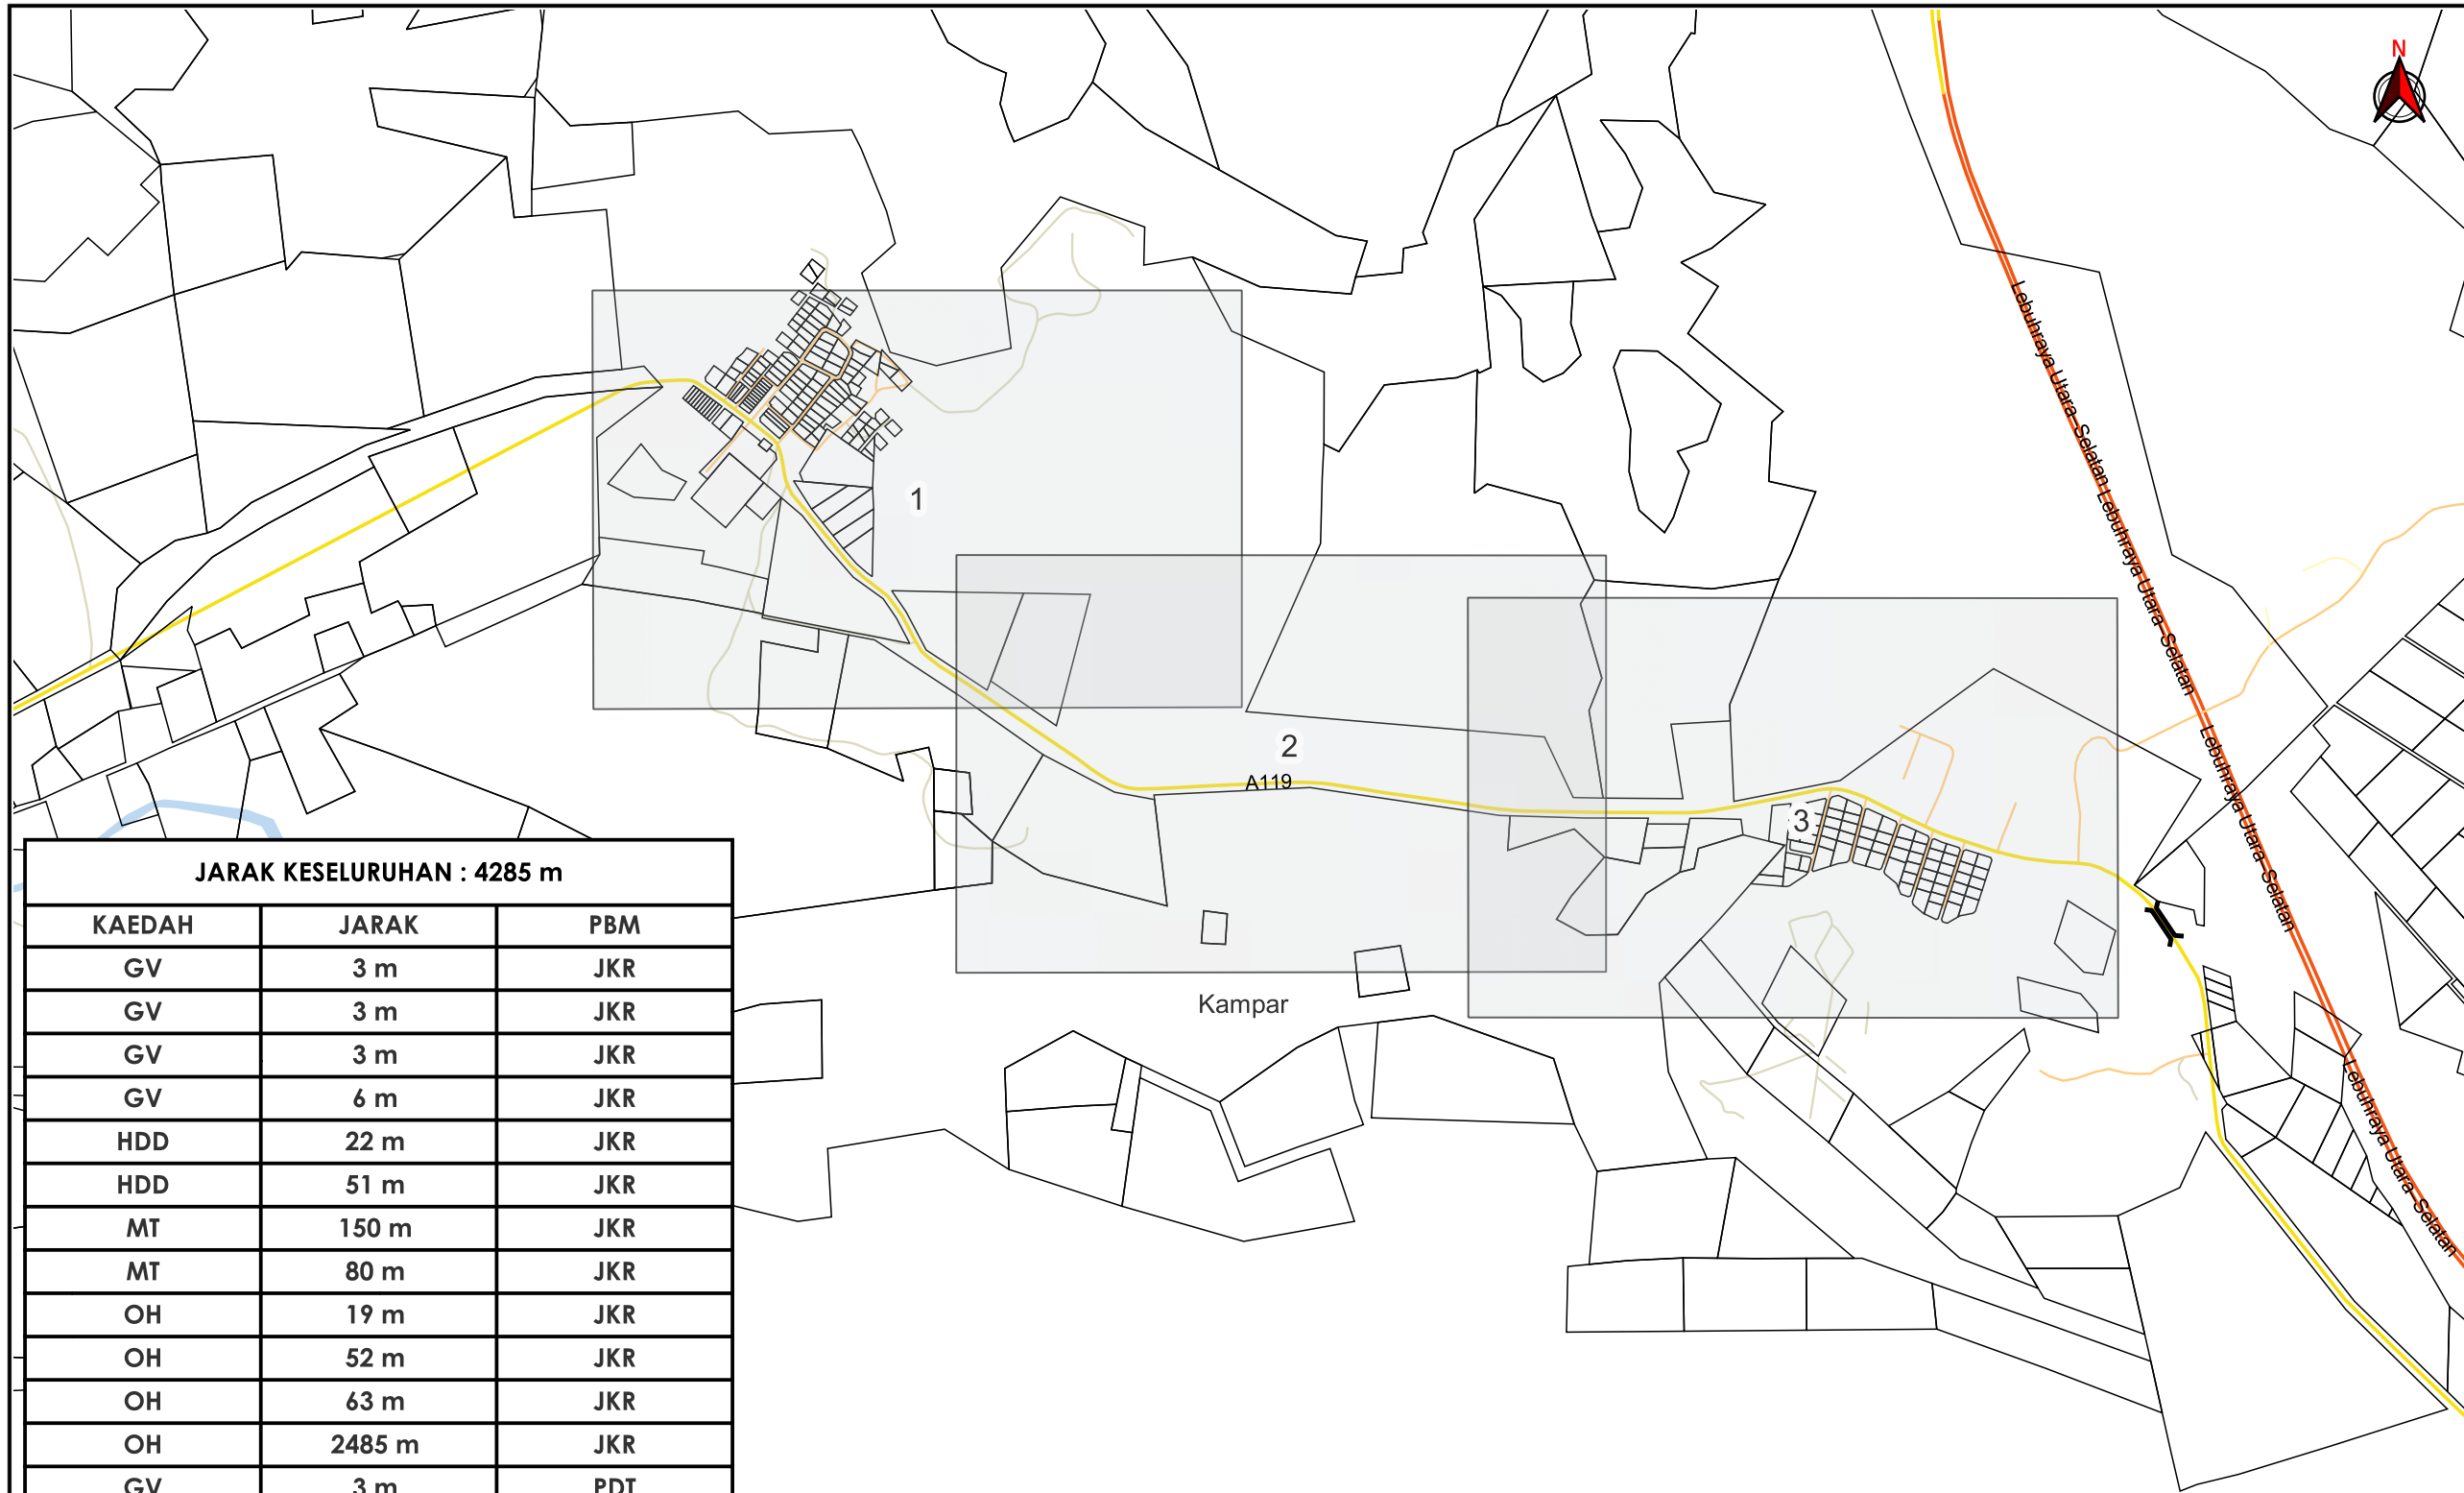 N
Lebuhraya Utara-Selatan
Lebuhraya Utara-Selatan
Lebuhraya Utara-Selatan
Lebuhraya Utara-Selatan
1
2
A119
3
Kampar
JARAK KESELURUHAN : 4285 m
KAEDAH JARAK PBM
GV 3 m JKR
GV 3 m JKR
GV 3 m JKR
GV 6 m JKR
HDD 22 m JKR
HDD 51 m JKR
MT 150 m JKR
MT 80 m JKR
OH 19 m JKR
OH 52 m JKR
OH 63 m JKR
OH 2485 m JKR
GV 3 m PDT